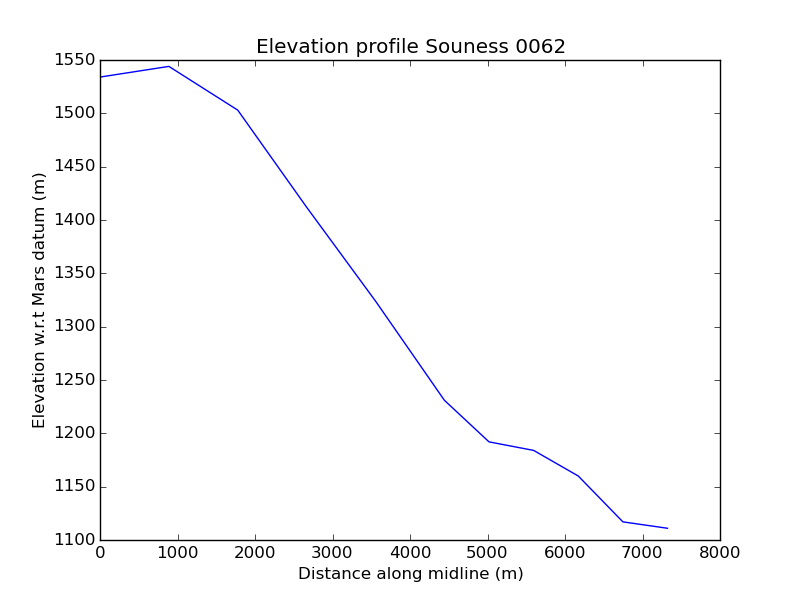 Elevation profile Souness 0062
1550
1500
1450
1400
1350
1300
1250
1200
1150
1100
Elevation w.r.t Mars datum (m)
0 1000 2000 3000 4000 5000 6000 7000 8000
Distance along midline (m)